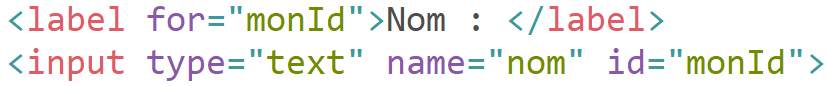 <label for="monId">Nom : </label>
<input type="text" name="nom" id="monId">